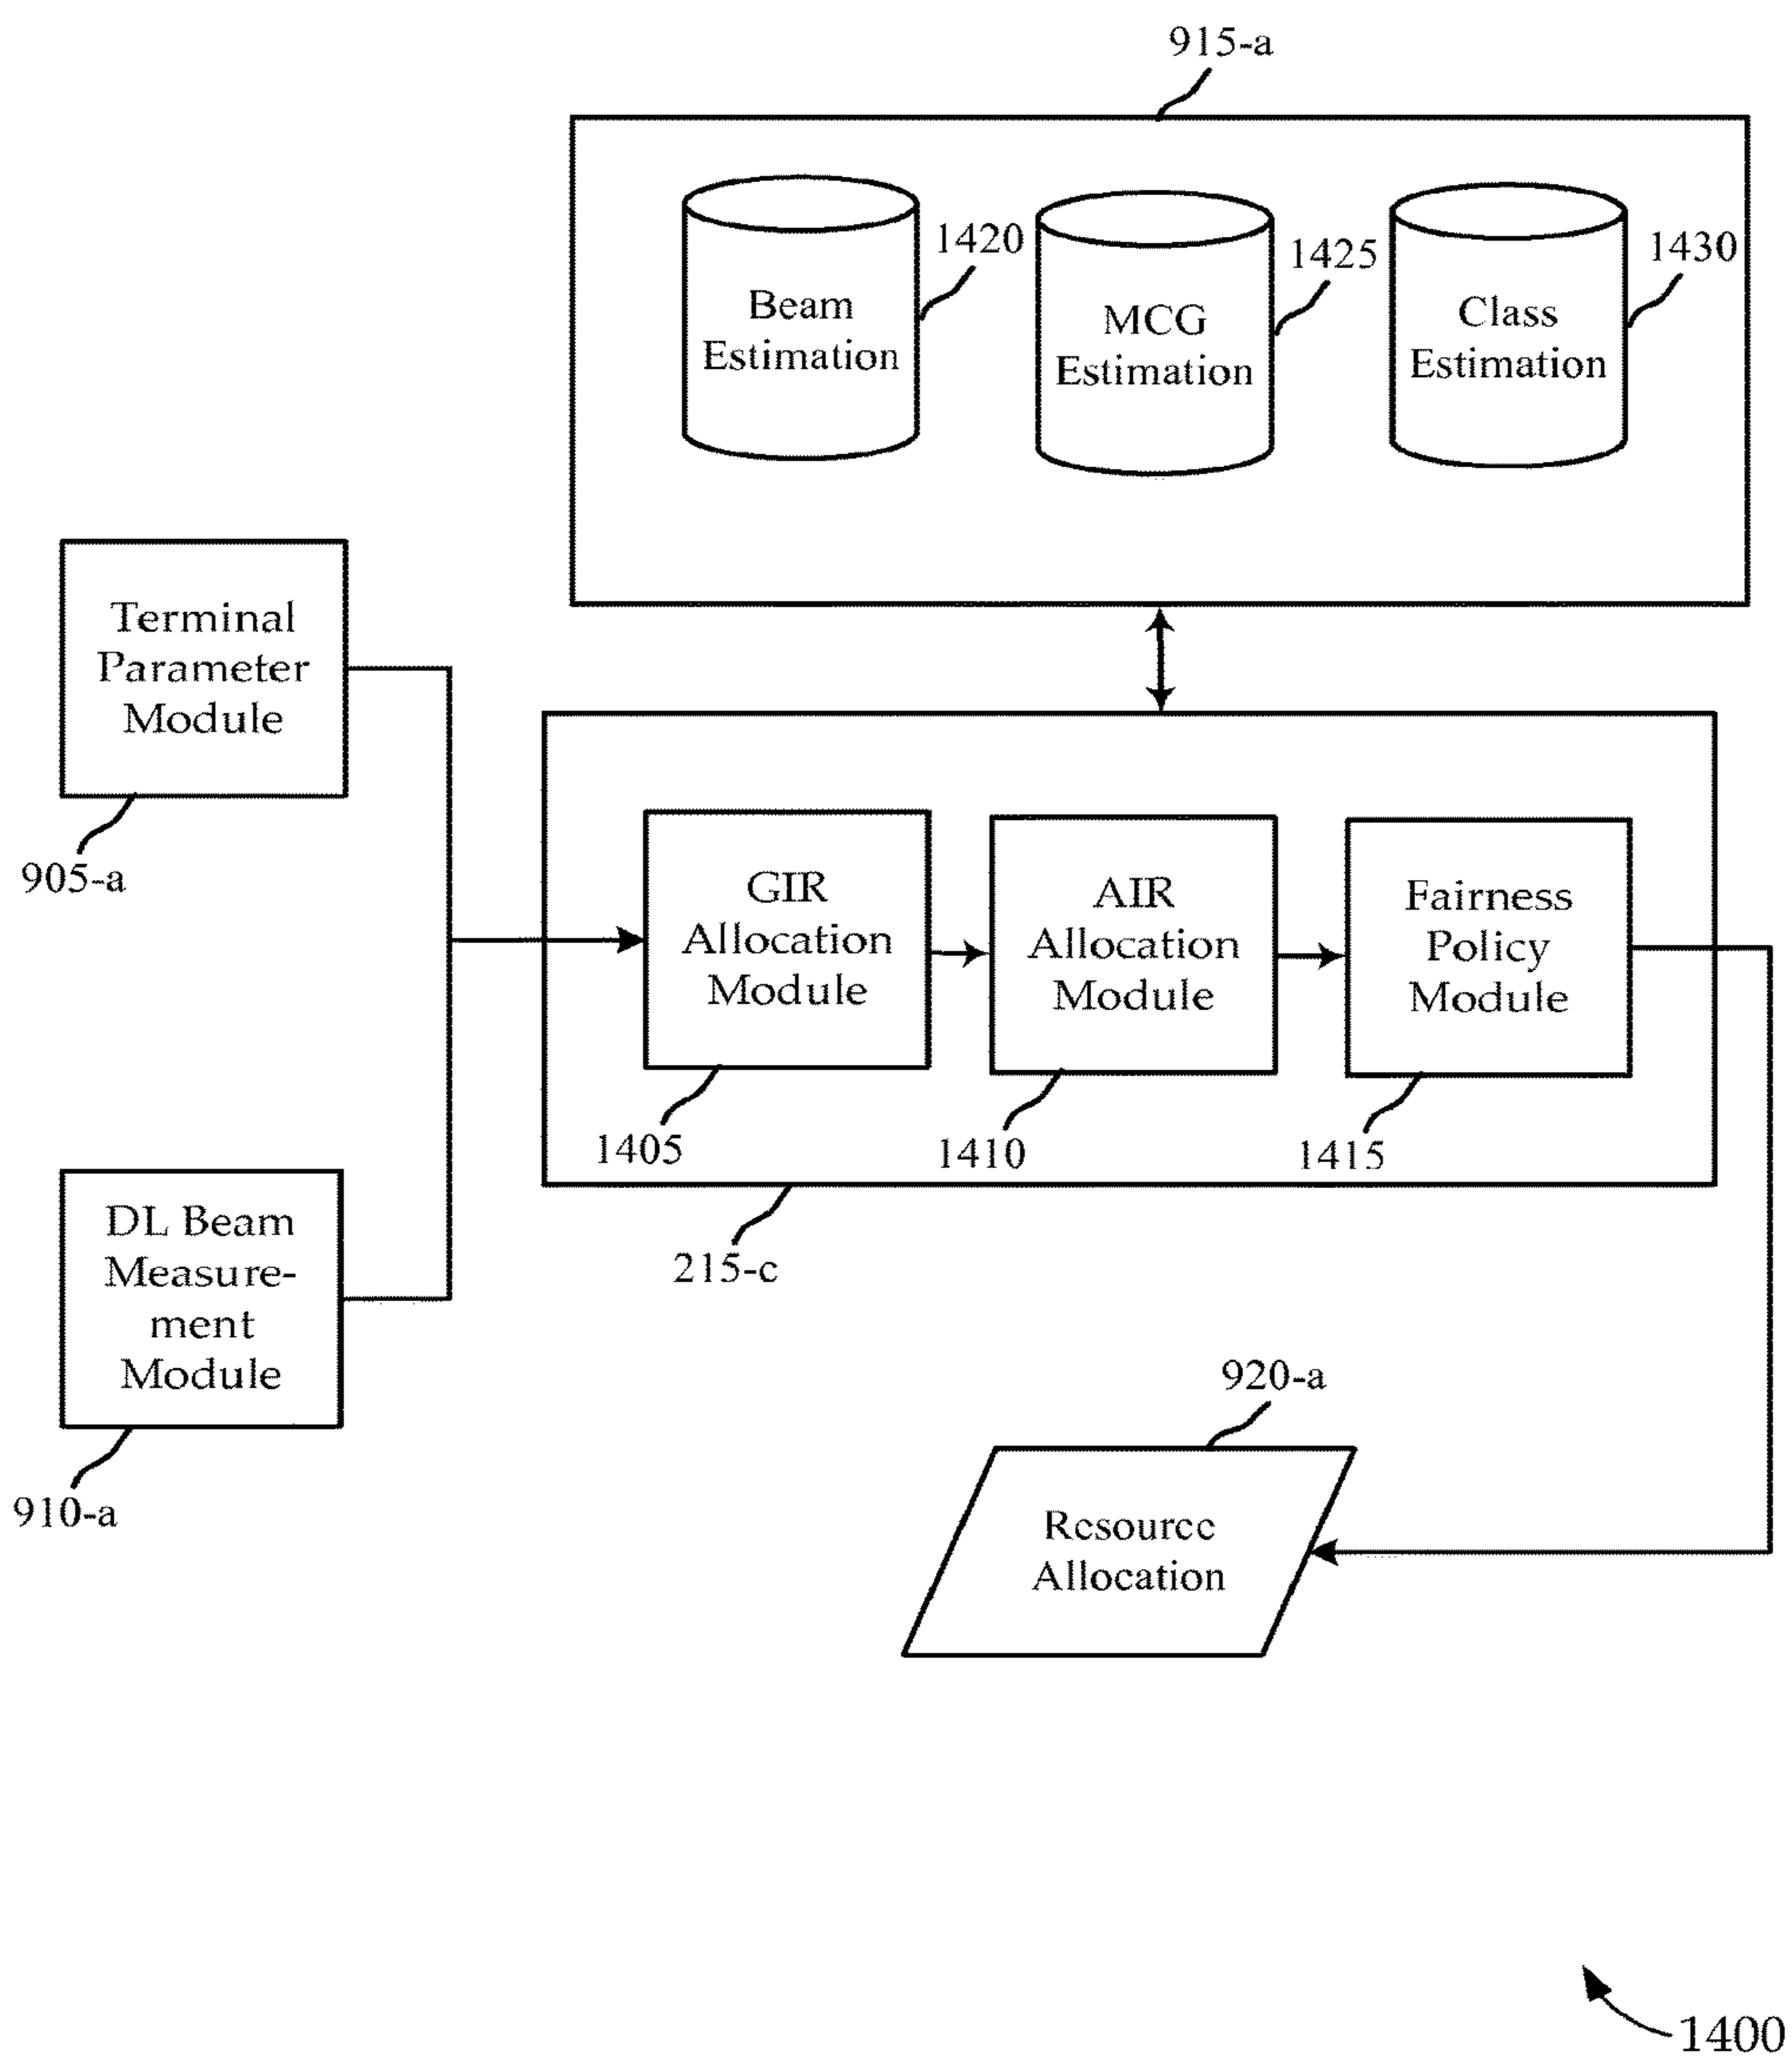 915-a
1420
1425
1430
Beam
Estimation
MCG
Estimation
Class
Estimation
Terminal
Parameter
Module
905-a
GIR
Allocation
Module
AIR
Allocation
Module
Fairness
Policy
Module
1405
1410
1415
215-c
DL Beam
Measure-
ment
Module
910-a
920-a
Resource
Allocation
1400